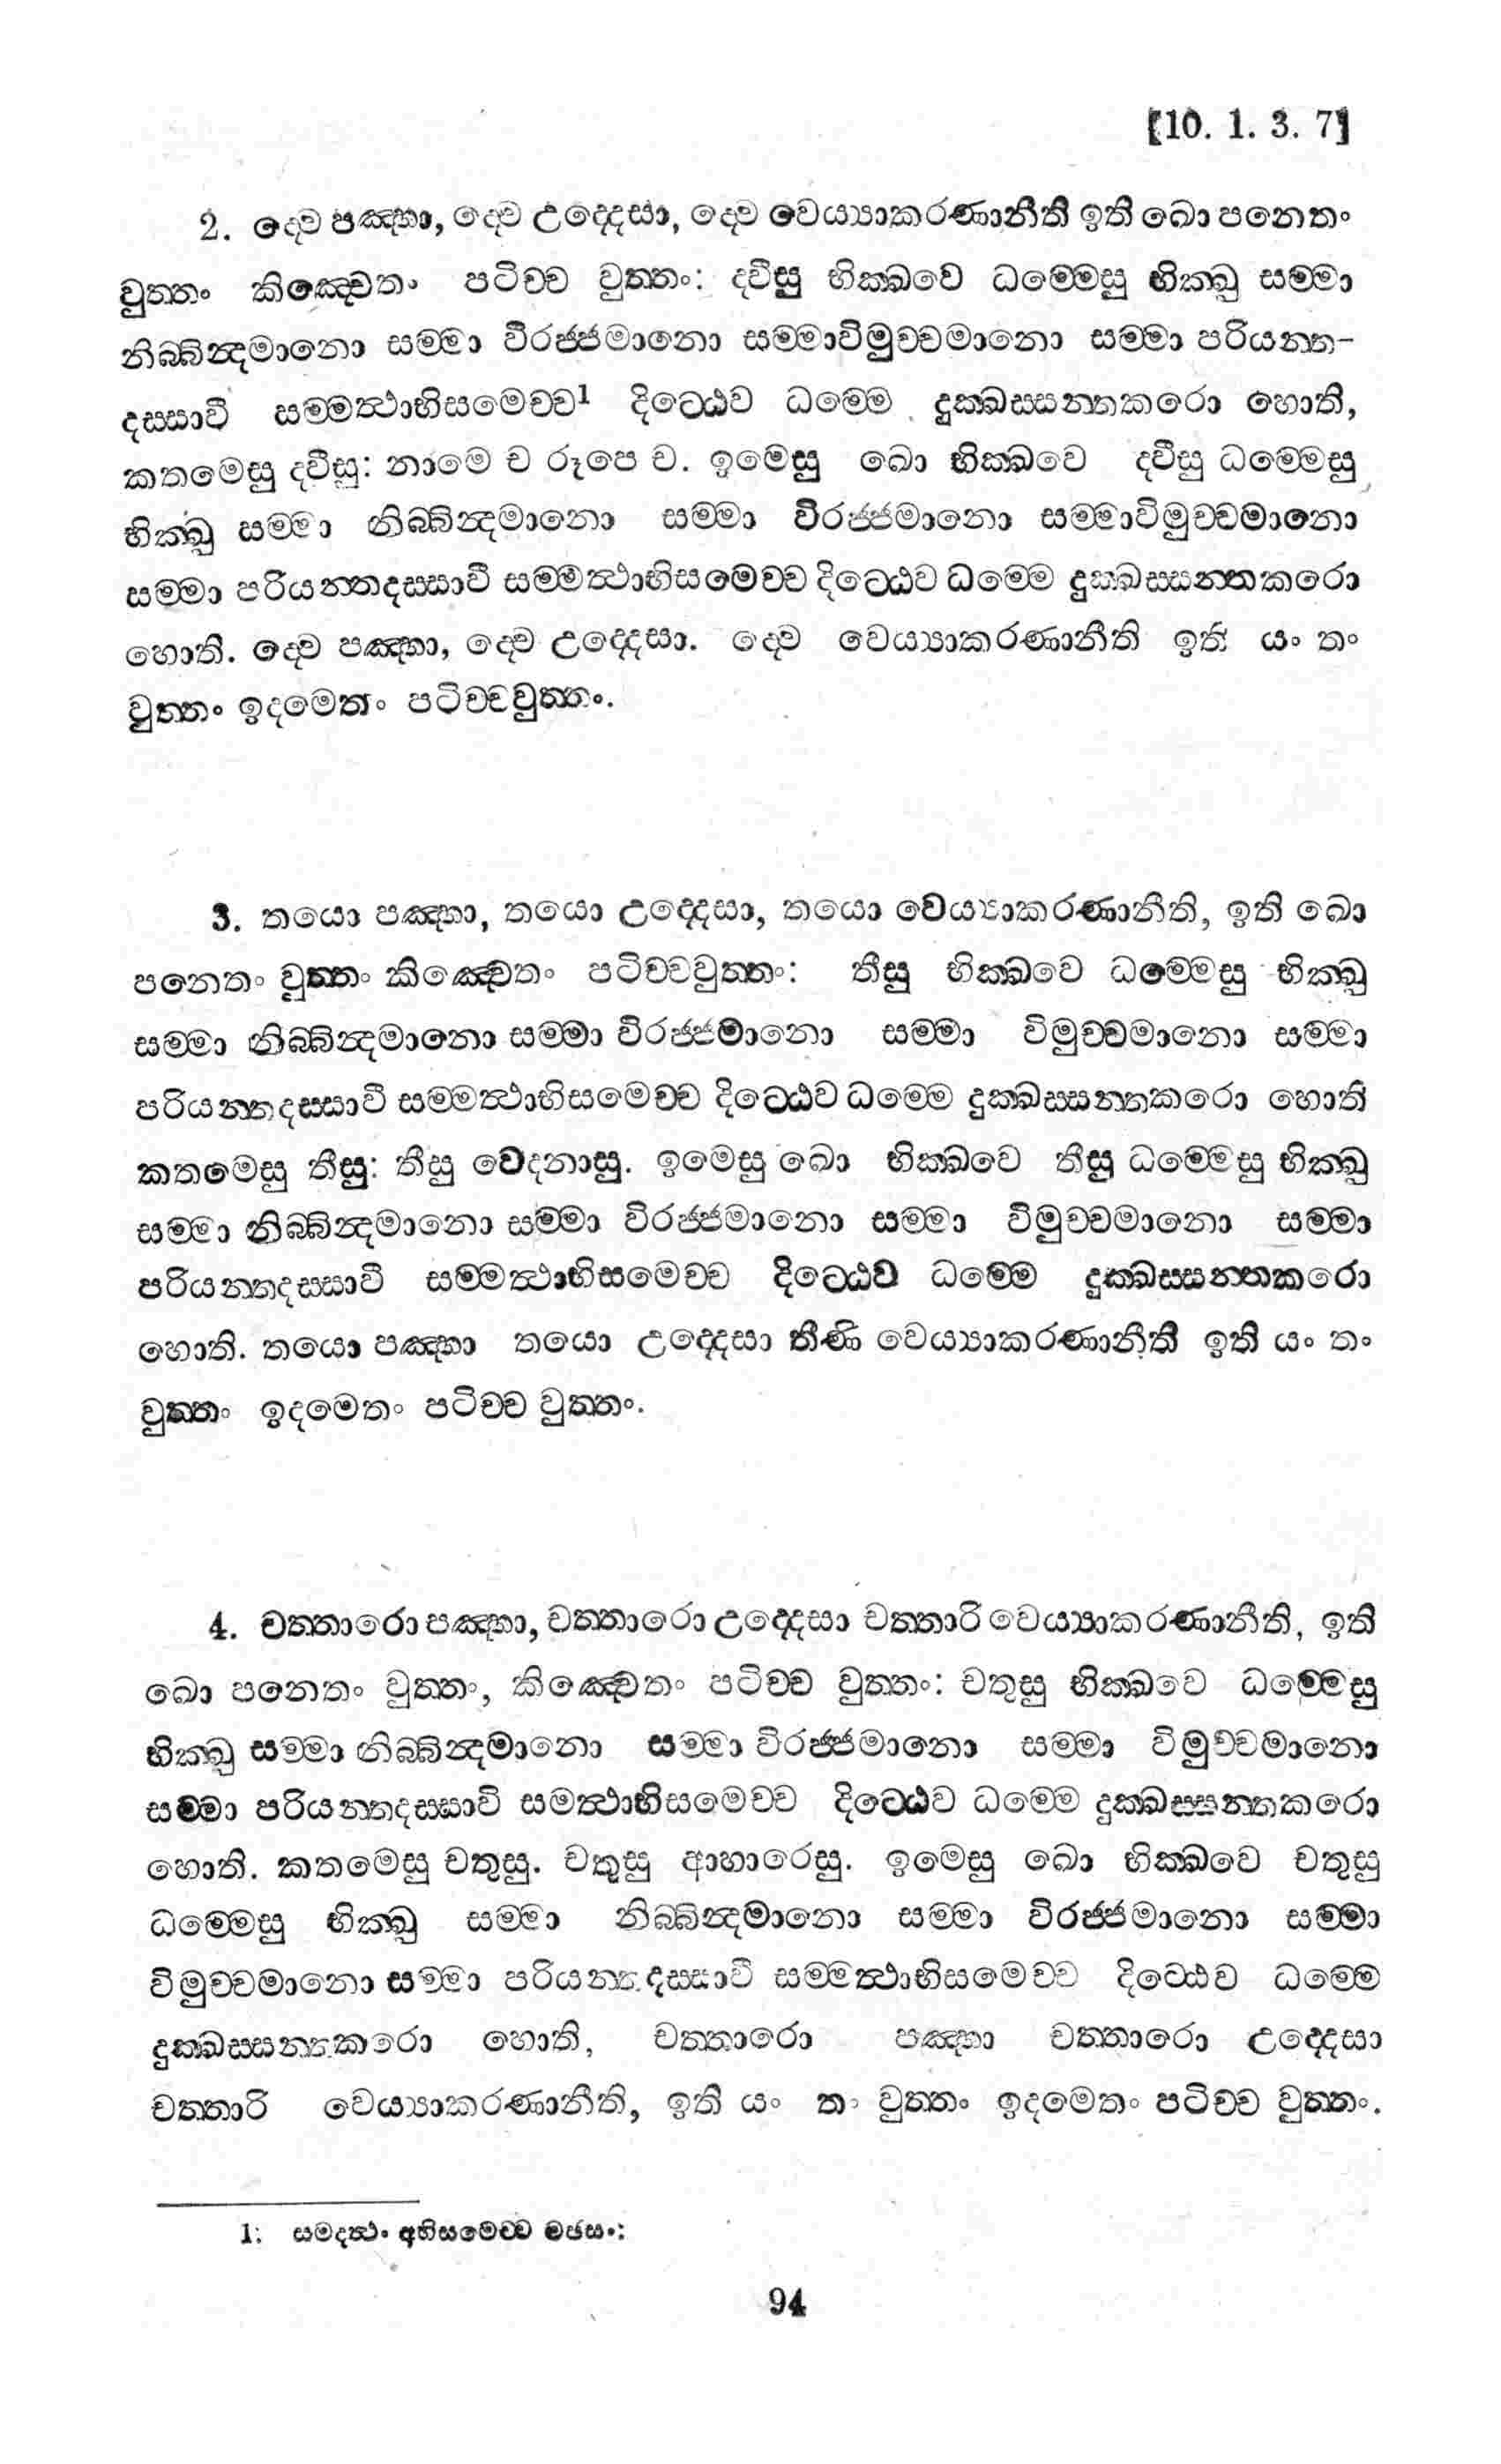 [10. 1. 3. 7]
2. ද්වෙ පඤ්හා, ද්වෙ උද්දෙසා, ද්වෙ වෙය්‍යාකරණානීති ඉති ඛො පනෙතං
වුත්තං කිඤ්චෙතං පටිච්ච වුත්තං: ද්වීසු භික්ඛවෙ ධම්මෙසු භික්ඛු සම්මා
නිබ්බින්දමානො සම්මා විරජ්ජමානො සම්මාවිමුච්චමානො සම්මා පරියන්ත-
දස්සාවී සම්මත්ථාභිසමෙච්ච1 දිට්ඨෙව ධම්මෙ දුක්ඛස්සන්තකරො හොති,
කතමෙසු ද්වීසු: නාමෙ ච රූපෙ ච. ඉමෙසු ඛො භික්ඛවෙ ද්වීසු ධම්මෙසු
භික්ඛු සම්මා නිබ්බින්දමානො සම්මා විරජ්ජමානො සම්මාවිමුච්චමානො
සම්මා පරියන්තදස්සාවී සම්මත්ථාභිසමෙච්ච දිට්ඨෙව ධම්මෙ දුක්ඛස්සන්තකරො
හොති. ද්වෙ පඤ්හා, ද්වෙ උද්දෙසා. ද්වෙ වෙය්‍යාකරණානීති ඉති යං තං
වුත්තං ඉදමෙතං පටිච්චවුත්තං.
3. තයො පඤ්හා, තයො උද්දෙසා, තයො වෙය්‍යාකරණානීති, ඉති ඛො
පනෙතං වුත්තං කිඤ්චෙතං පටිච්චවුත්තං: තීසු භික්ඛවෙ ධම්මෙසු භික්ඛු
සම්මා නිබ්බින්දමානො සම්මා විරජ්ජමානො සම්මා විමුච්චමානො සම්මා
පරියන්තදස්සාවී සම්මත්ථාභිසමෙච්ච දිට්ඨෙව ධම්මෙ දුක්ඛස්සන්තකරො හොති
කතමෙසු තීසු: තීසු වෙදනාසු. ඉමෙසු ඛො භික්ඛවෙ තීසු ධම්මෙසු භික්ඛු
සම්මා නිබ්බින්දමානො සම්මා විරජ්ජමානො සම්මා විමුච්චමානො සම්මා
පරියන්තදස්සාවී සම්මත්ථාභිසමෙච්ච දිට්ඨෙව ධම්මෙ දුක්ඛස්සන්තකරො
හොති. තයො පඤ්හා තයො උද්දෙසා තීණි වෙය්‍යාකරණානීති ඉති යං තං
වුත්තං ඉදමෙතං පටිච්ච වුත්තං.
4. චත්තාරො පඤ්හා, චත්තාරො උද්දෙසා චත්තාරි වෙය්‍යාකරණානීති, ඉති
ඛො පනෙතං වුත්තං, කිඤ්චෙතං පටිච්ච වුත්තං: චතුසු භික්ඛවෙ ධම්මෙසු
භික්ඛු සම්මා නිබ්බින්දමානො සම්මා විරජ්ජමානො සම්මා විමුච්චමානො
සම්මා පරියන්තදස්සාවි සමත්ථාභිසමෙච්ච දිට්ඨෙව ධම්මෙ දුක්ඛස්සන්තකරො
හොති. කතමෙසු චතුසු. චතුසු ආහාරෙසු. ඉමෙසු ඛො භික්ඛවෙ චතුසු
ධම්මෙසු භික්ඛු සම්මා නිබ්බින්දමානො සම්මා විරජ්ජමානො සම්මා
විමුච්චමානො සම්මා පරියන්තදස්සාවී සම්මත්ථාභිසමෙච්ච දිට්ඨෙව ධම්මෙ
දුක්ඛස්සන්තකරො හොති, චත්තාරො පඤ්හා චත්තාරො උද්දෙසා
චත්තාරි වෙය්‍යාකරණානීති, ඉති යං තං වුත්තං ඉදමෙතං පටිච්ච වුත්තං.
1: සමදත්ථං අභිසමෙච්ච මජසං:
94